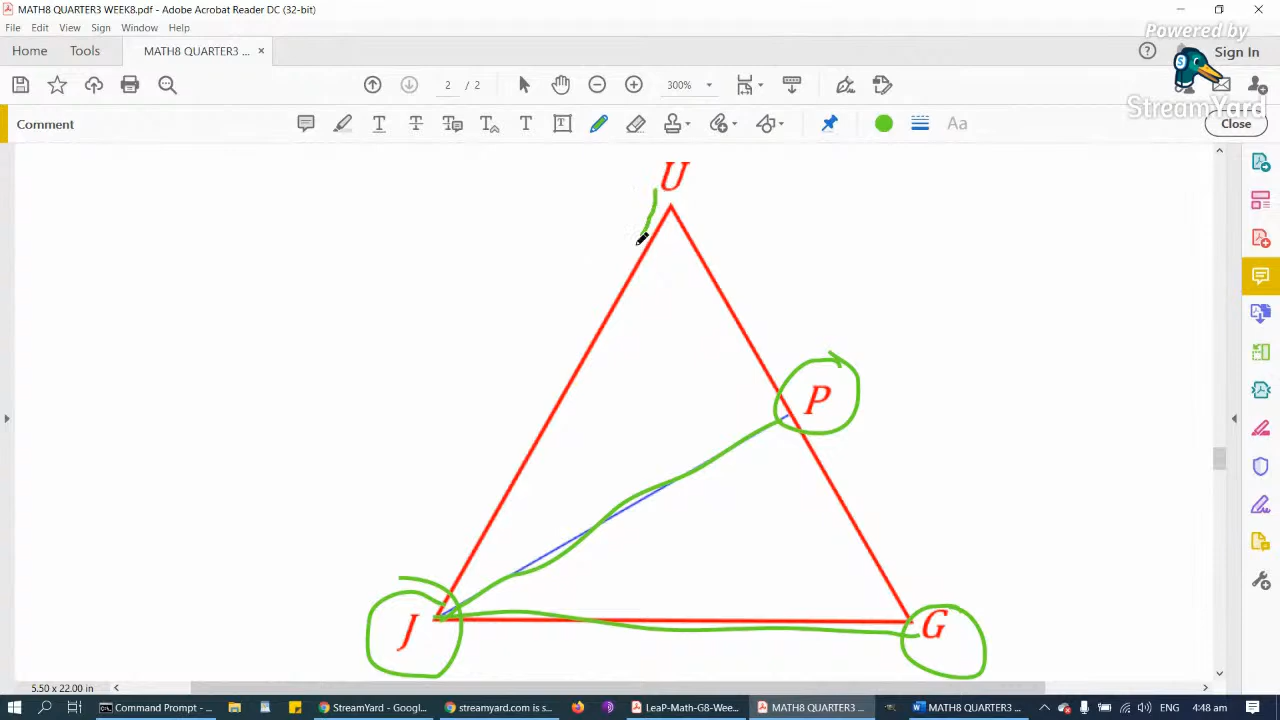 MATH8 QUARTER3 WEEK8.pdf - Adobe Acrobat Reader DC (32-bit)
File Edit View Sign Window Help
Powered by
StreamYard
Home Tools MATH8 QUARTER3 ... × Sign In
2 / 2 300%
Comment Aa Close
U
P
J
G
5.50 x 22.00 in
Command Prompt - ... StreamYard - Googl... streamyard.com is s... LeaP-Math-G8-Wee... MATH8 QUARTER3 ... MATH8 QUARTER3 ... ENG 4:48 am